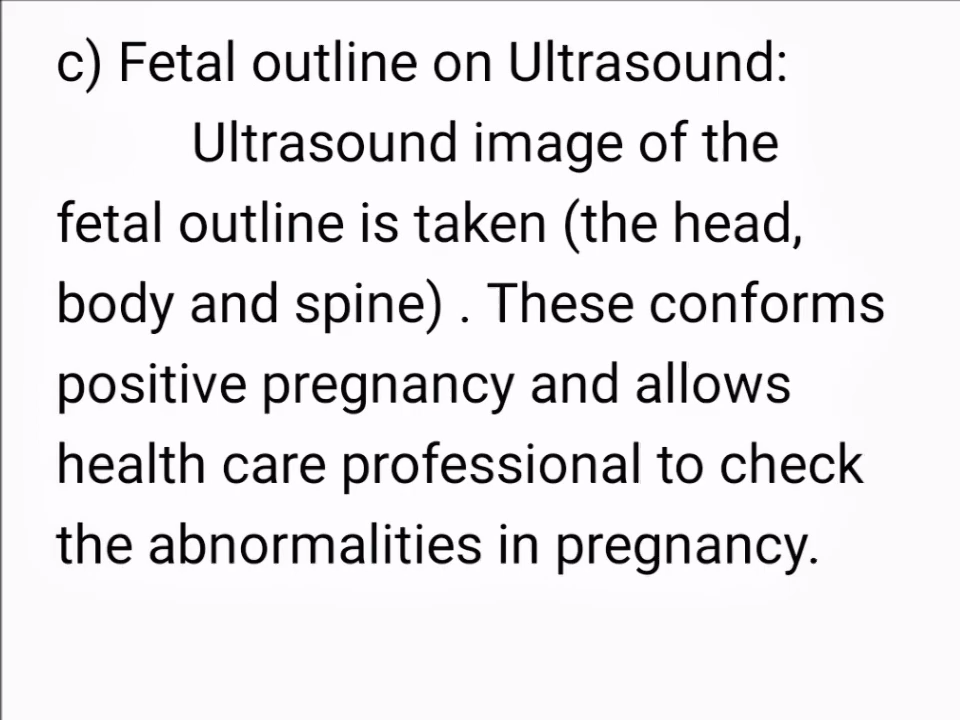 c) Fetal outline on Ultrasound:
Ultrasound image of the
fetal outline is taken (the head,
body and spine) . These conforms
positive pregnancy and allows
health care professional to check
the abnormalities in pregnancy.